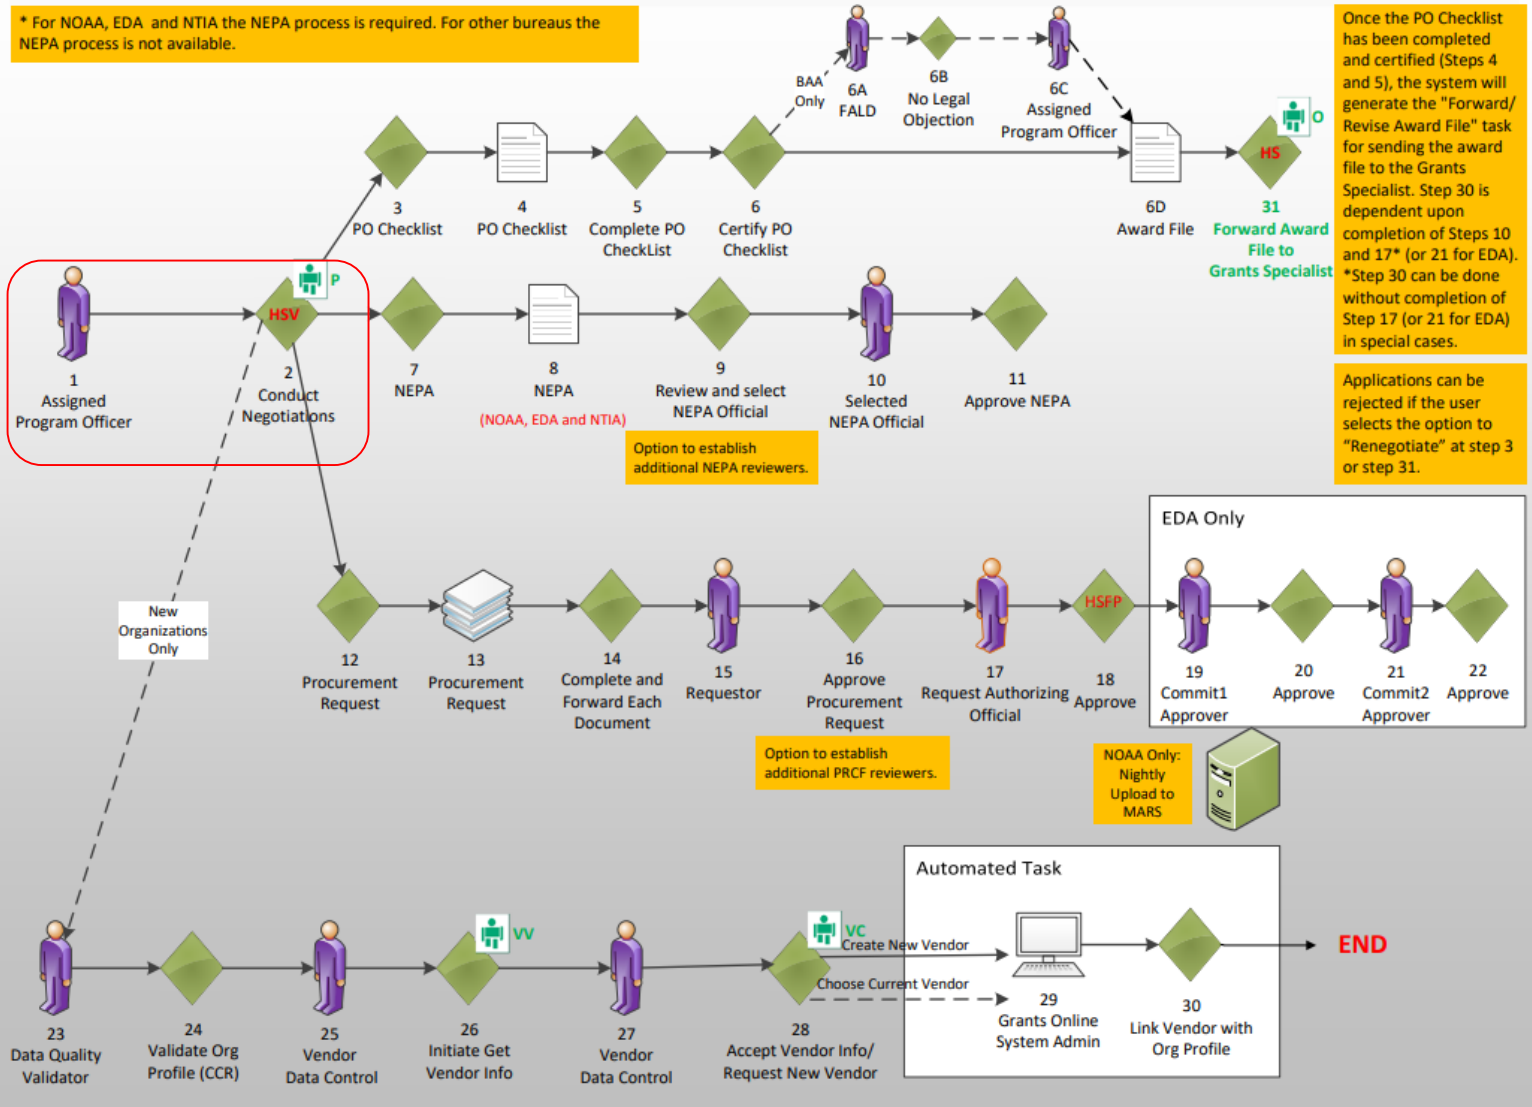 * For NOAA, EDA and NTIA the NEPA process is required. For other bureaus the
NEPA process is not available.
BAA
Only
6A
FALD
6B
No Legal
Objection
6C
Assigned
Program Officer
Once the PO Checklist
has been completed
and certified (Steps 4
and 5), the system will
generate the "Forward/
Revise Award File" task
for sending the award
file to the Grants
Specialist. Step 30 is
dependent upon
completion of Steps 10
and 17* (or 21 for EDA).
*Step 30 can be done
without completion of
Step 17 (or 21 for EDA)
in special cases.
O
HS
3
PO Checklist
4
PO Checklist
5
Complete PO
CheckList
6
Certify PO
Checklist
6D
Award File
31
Forward Award
File to
Grants Specialist
P
HSV
1
Assigned
Program Officer
2
Conduct
Negotiations
7
NEPA
8
NEPA
(NOAA, EDA and NTIA)
9
Review and select
NEPA Official
10
Selected
NEPA Official
11
Approve NEPA
Option to establish
additional NEPA reviewers.
Applications can be
rejected if the user
selects the option to
“Renegotiate” at step 3
or step 31.
EDA Only
New
Organizations
Only
HSFP
12
Procurement
Request
13
Procurement
Request
14
Complete and
Forward Each
Document
15
Requestor
16
Approve
Procurement
Request
17
Request Authorizing
Official
18
Approve
19
Commit1
Approver
20
Approve
21
Commit2
Approver
22
Approve
Option to establish
additional PRCF reviewers.
NOAA Only:
Nightly
Upload to
MARS
Automated Task
VV
VC
Create New Vendor
Choose Current Vendor
END
23
Data Quality
Validator
24
Validate Org
Profile (CCR)
25
Vendor
Data Control
26
Initiate Get
Vendor Info
27
Vendor
Data Control
28
Accept Vendor Info/
Request New Vendor
29
Grants Online
System Admin
30
Link Vendor with
Org Profile